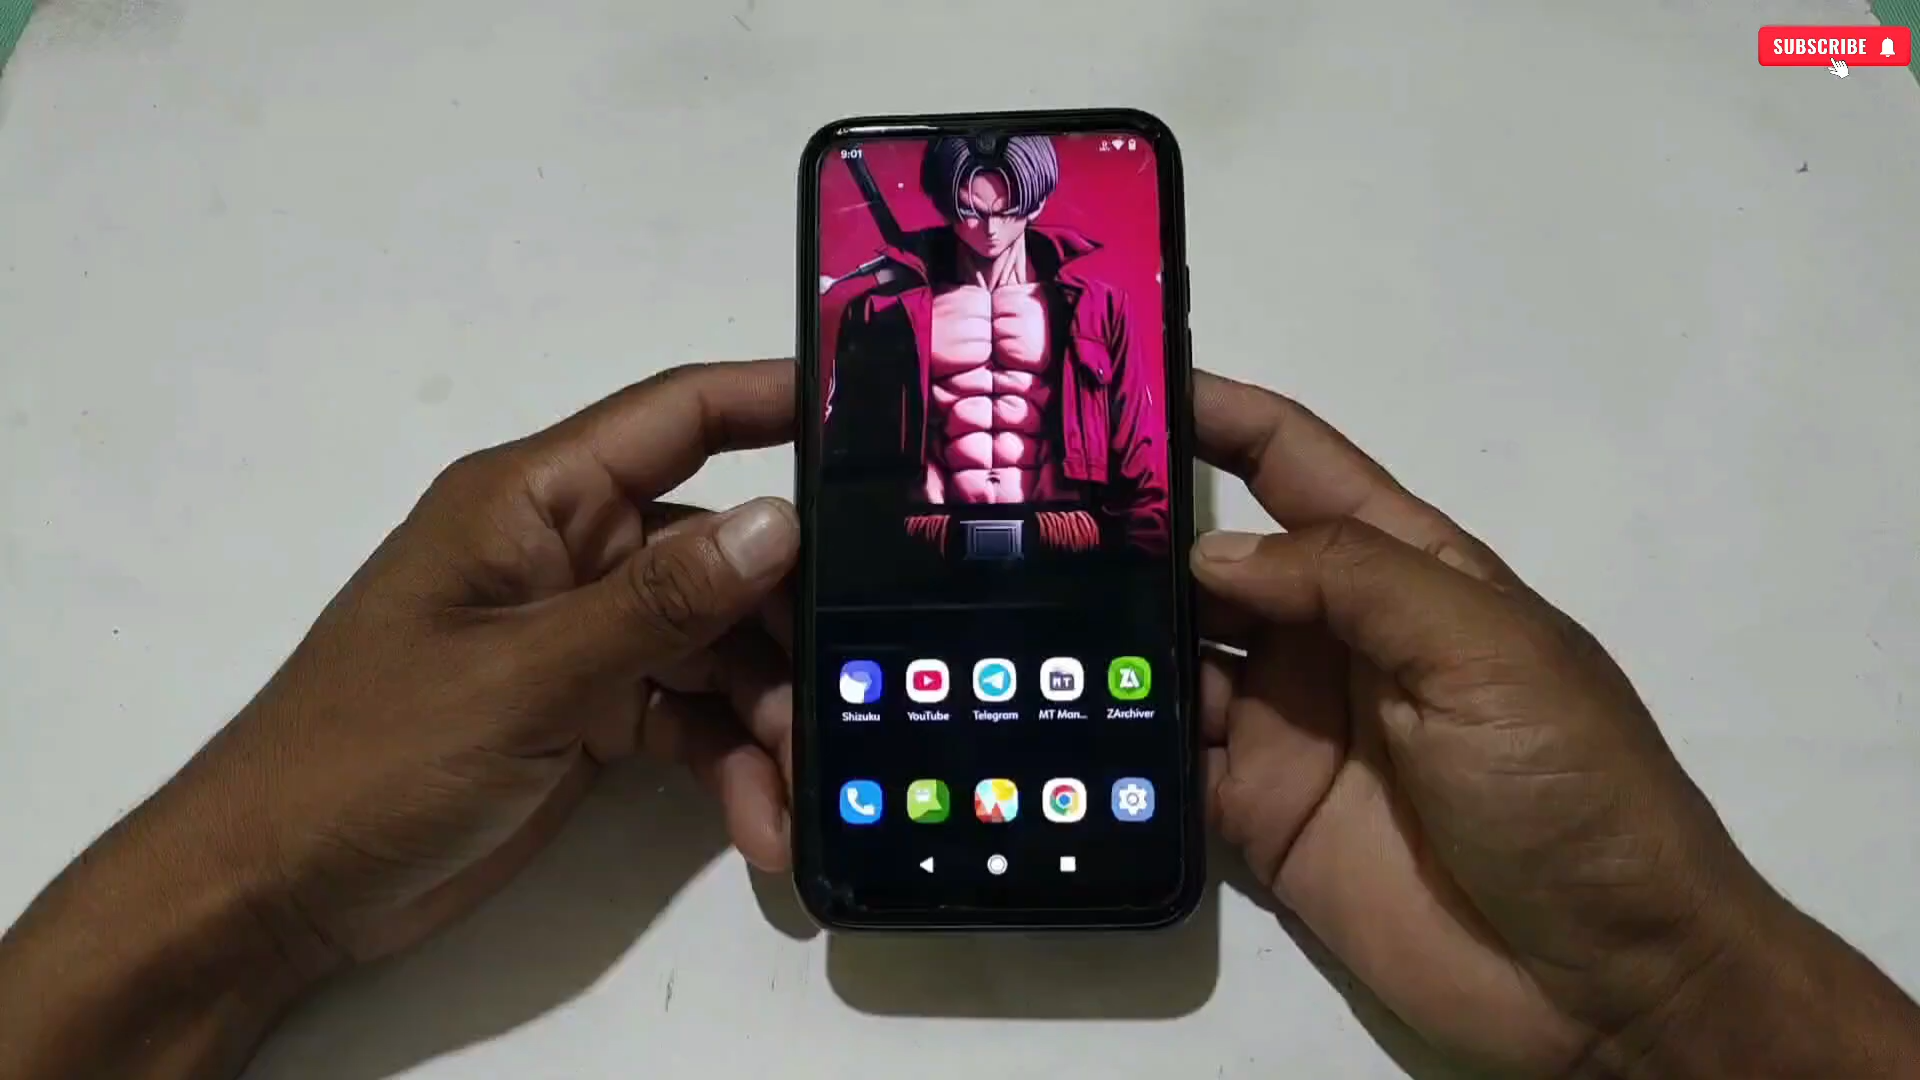 SUBSCRIBE
9:01
Shizuku
YouTube
Telegram
MT Man...
ZArchiver